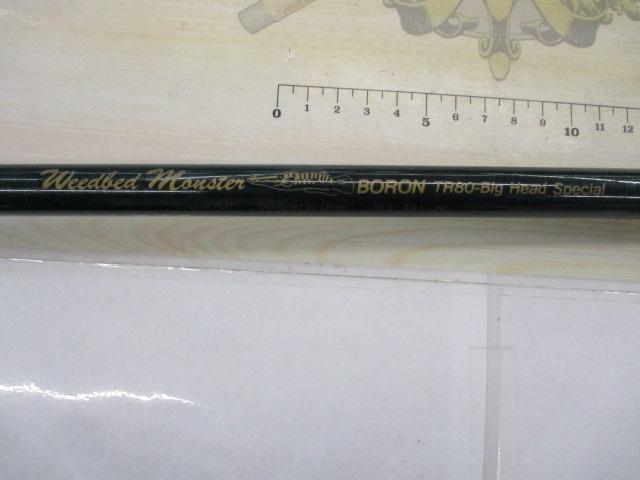 0 1 2 3 4 5 6 7 8 9 10 11 12
Weedbed Monster BORON TR80-Big Head Special